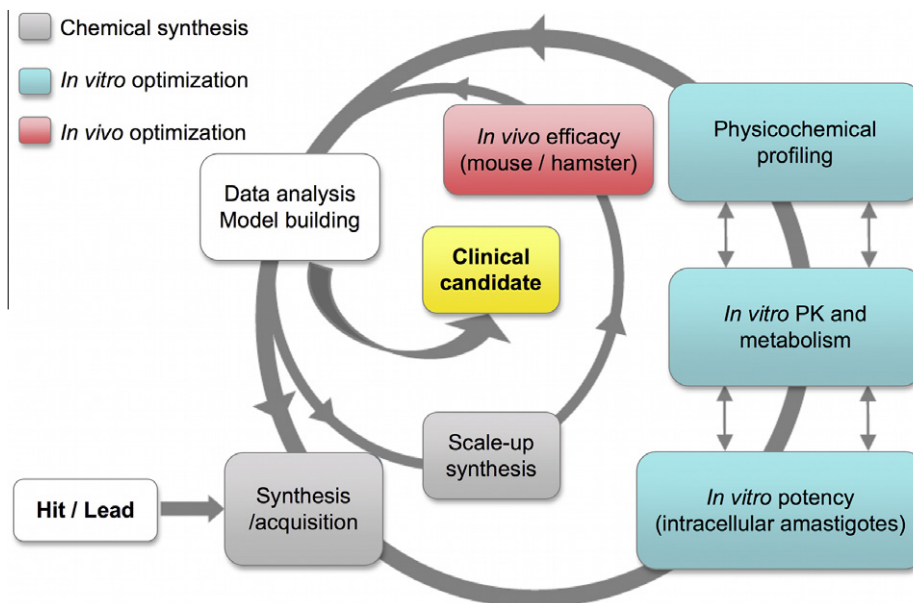 Chemical synthesis
In vitro optimization
In vivo optimization
In vivo efficacy
(mouse / hamster)
Physicochemical
profiling
Data analysis
Model building
Clinical
candidate
In vitro PK and
metabolism
Scale-up
synthesis
Hit / Lead
Synthesis
/acquisition
In vitro potency
(intracellular amastigotes)